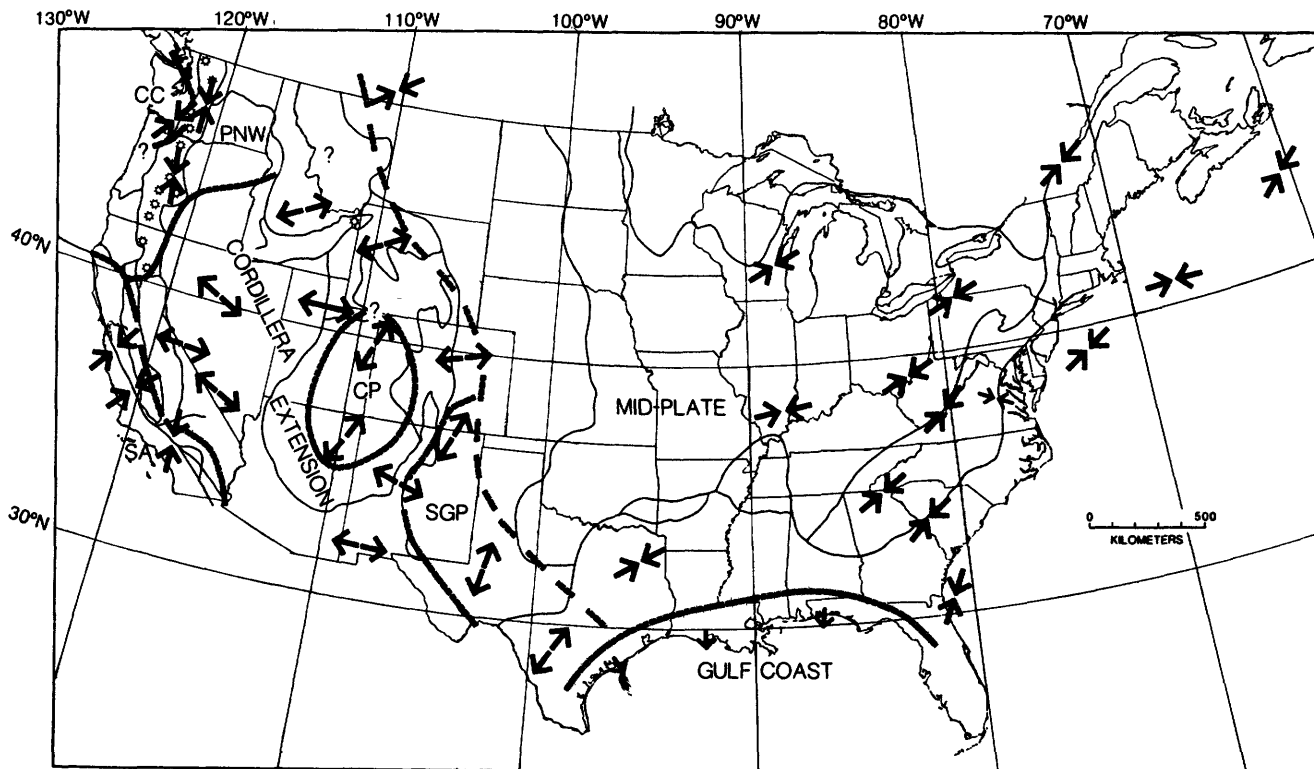 130°W 120°W 110°W 100°W 90°W 80°W 70°W
CC
PNW
?
?
40°N
CORDILLERA
?
CP
MID-PLATE
EXTENSION
SA
SGP
30°N
0 500
KILOMETERS
GULF COAST